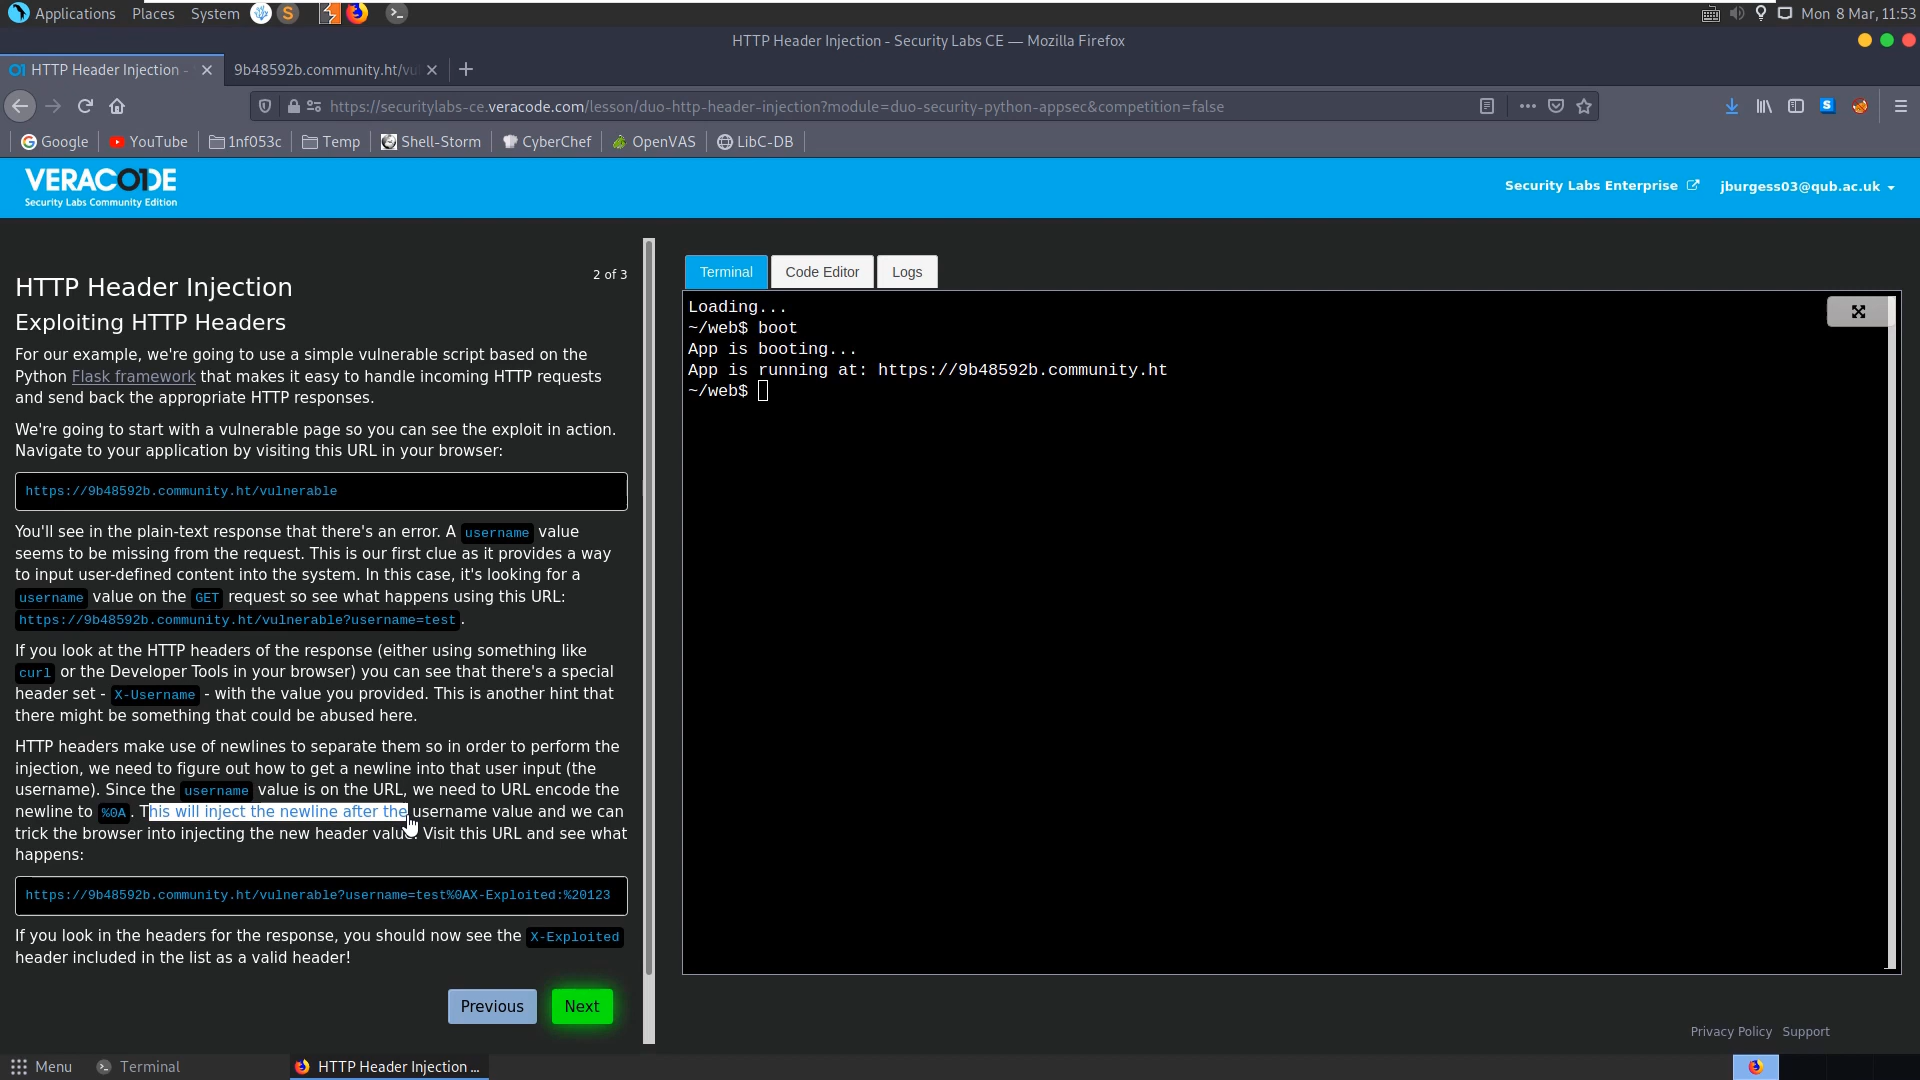 Applications Places System
Mon 8 Mar, 11:53
HTTP Header Injection - Security Labs CE — Mozilla Firefox
HTTP Header Injection -
9b48592b.community.ht/vu
https://securitylabs-ce.veracode.com/lesson/duo-http-header-injection?module=duo-security-python-appsec&competition=false
Google YouTube 1nf053c Temp Shell-Storm CyberChef OpenVAS LibC-DB
VERACODE
Security Labs Community Edition
Security Labs Enterprise
jburgess03@qub.ac.uk
2 of 3
HTTP Header Injection
Exploiting HTTP Headers
For our example, we're going to use a simple vulnerable script based on the
Python Flask framework that makes it easy to handle incoming HTTP requests
and send back the appropriate HTTP responses.
We're going to start with a vulnerable page so you can see the exploit in action.
Navigate to your application by visiting this URL in your browser:
https://9b48592b.community.ht/vulnerable
You'll see in the plain-text response that there's an error. A username value
seems to be missing from the request. This is our first clue as it provides a way
to input user-defined content into the system. In this case, it's looking for a
username value on the GET request so see what happens using this URL:
https://9b48592b.community.ht/vulnerable?username=test.
If you look at the HTTP headers of the response (either using something like
curl or the Developer Tools in your browser) you can see that there's a special
header set - X-Username - with the value you provided. This is another hint that
there might be something that could be abused here.
HTTP headers make use of newlines to separate them so in order to perform the
injection, we need to figure out how to get a newline into that user input (the
username). Since the username value is on the URL, we need to URL encode the
newline to %0A. This will inject the newline after the username value and we can
trick the browser into injecting the new header value. Visit this URL and see what
happens:
https://9b48592b.community.ht/vulnerable?username=test%0AX-Exploited:%20123
If you look in the headers for the response, you should now see the X-Exploited
header included in the list as a valid header!
Previous
Next
Terminal
Code Editor
Logs
Loading...
~/web$ boot
App is booting...
App is running at: https://9b48592b.community.ht
~/web$
Privacy Policy Support
Menu
Terminal
HTTP Header Injection ...